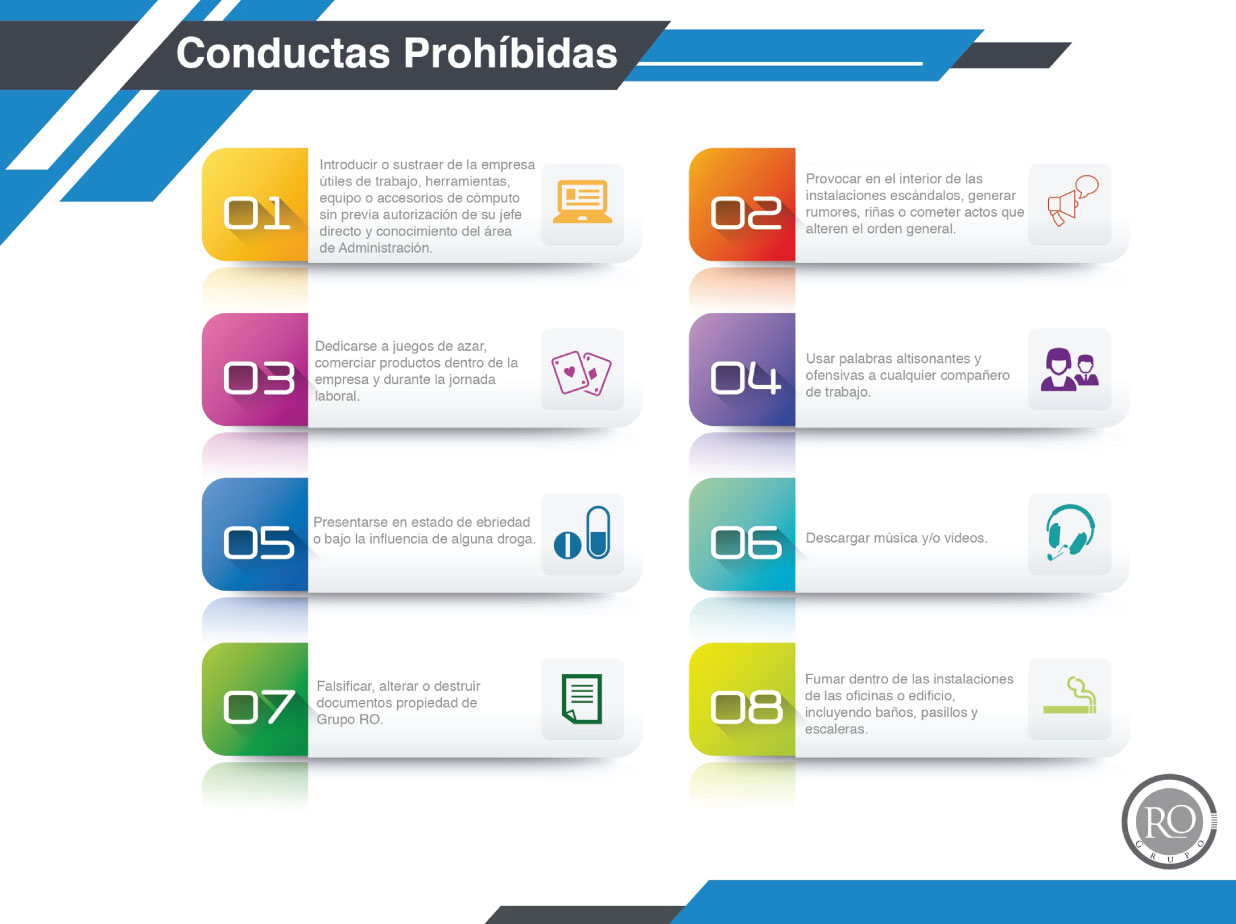 Conductas Prohíbidas
01
Introducir o sustraer de la empresa
útiles de trabajo, herramientas,
equipo o accesorios de cómputo
sin previa autorización de su jefe
directo y conocimiento del área
de Administración.
02
Provocar en el interior de las
instalaciones escándalos, generar
rumores, riñas o cometer actos que
alteren el orden general.
03
Dedicarse a juegos de azar,
comerciar productos dentro de la
empresa y durante la jornada
laboral.
04
Usar palabras altisonantes y
ofensivas a cualquier compañero
de trabajo.
05
Presentarse en estado de ebriedad
o bajo la influencia de alguna droga.
06
Descargar música y/o videos.
07
Falsificar, alterar o destruir
documentos propiedad de
Grupo RO.
08
Fumar dentro de las instalaciones
de las oficinas o edificio,
incluyendo baños, pasillos y
escaleras.
RO
GRUPO